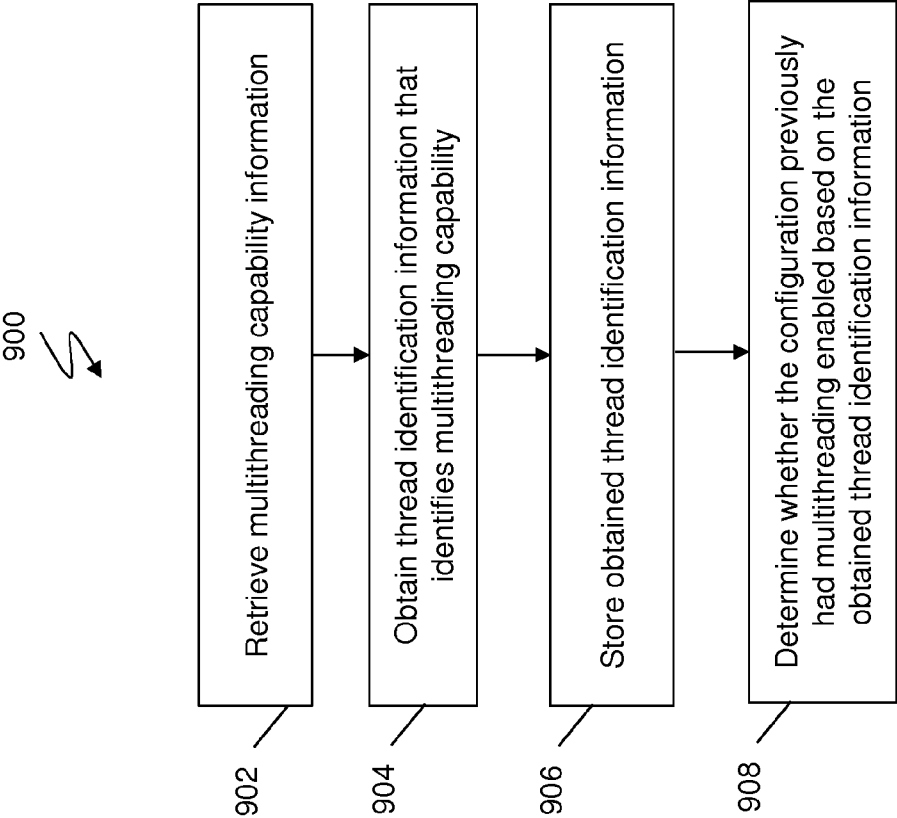 900
902
Retrieve multithreading capability information
904
Obtain thread identification information that
identifies multithreading capability
906
Store obtained thread identification information
908
Determine whether the configuration previously
had multithreading enabled based on the
obtained thread identification information